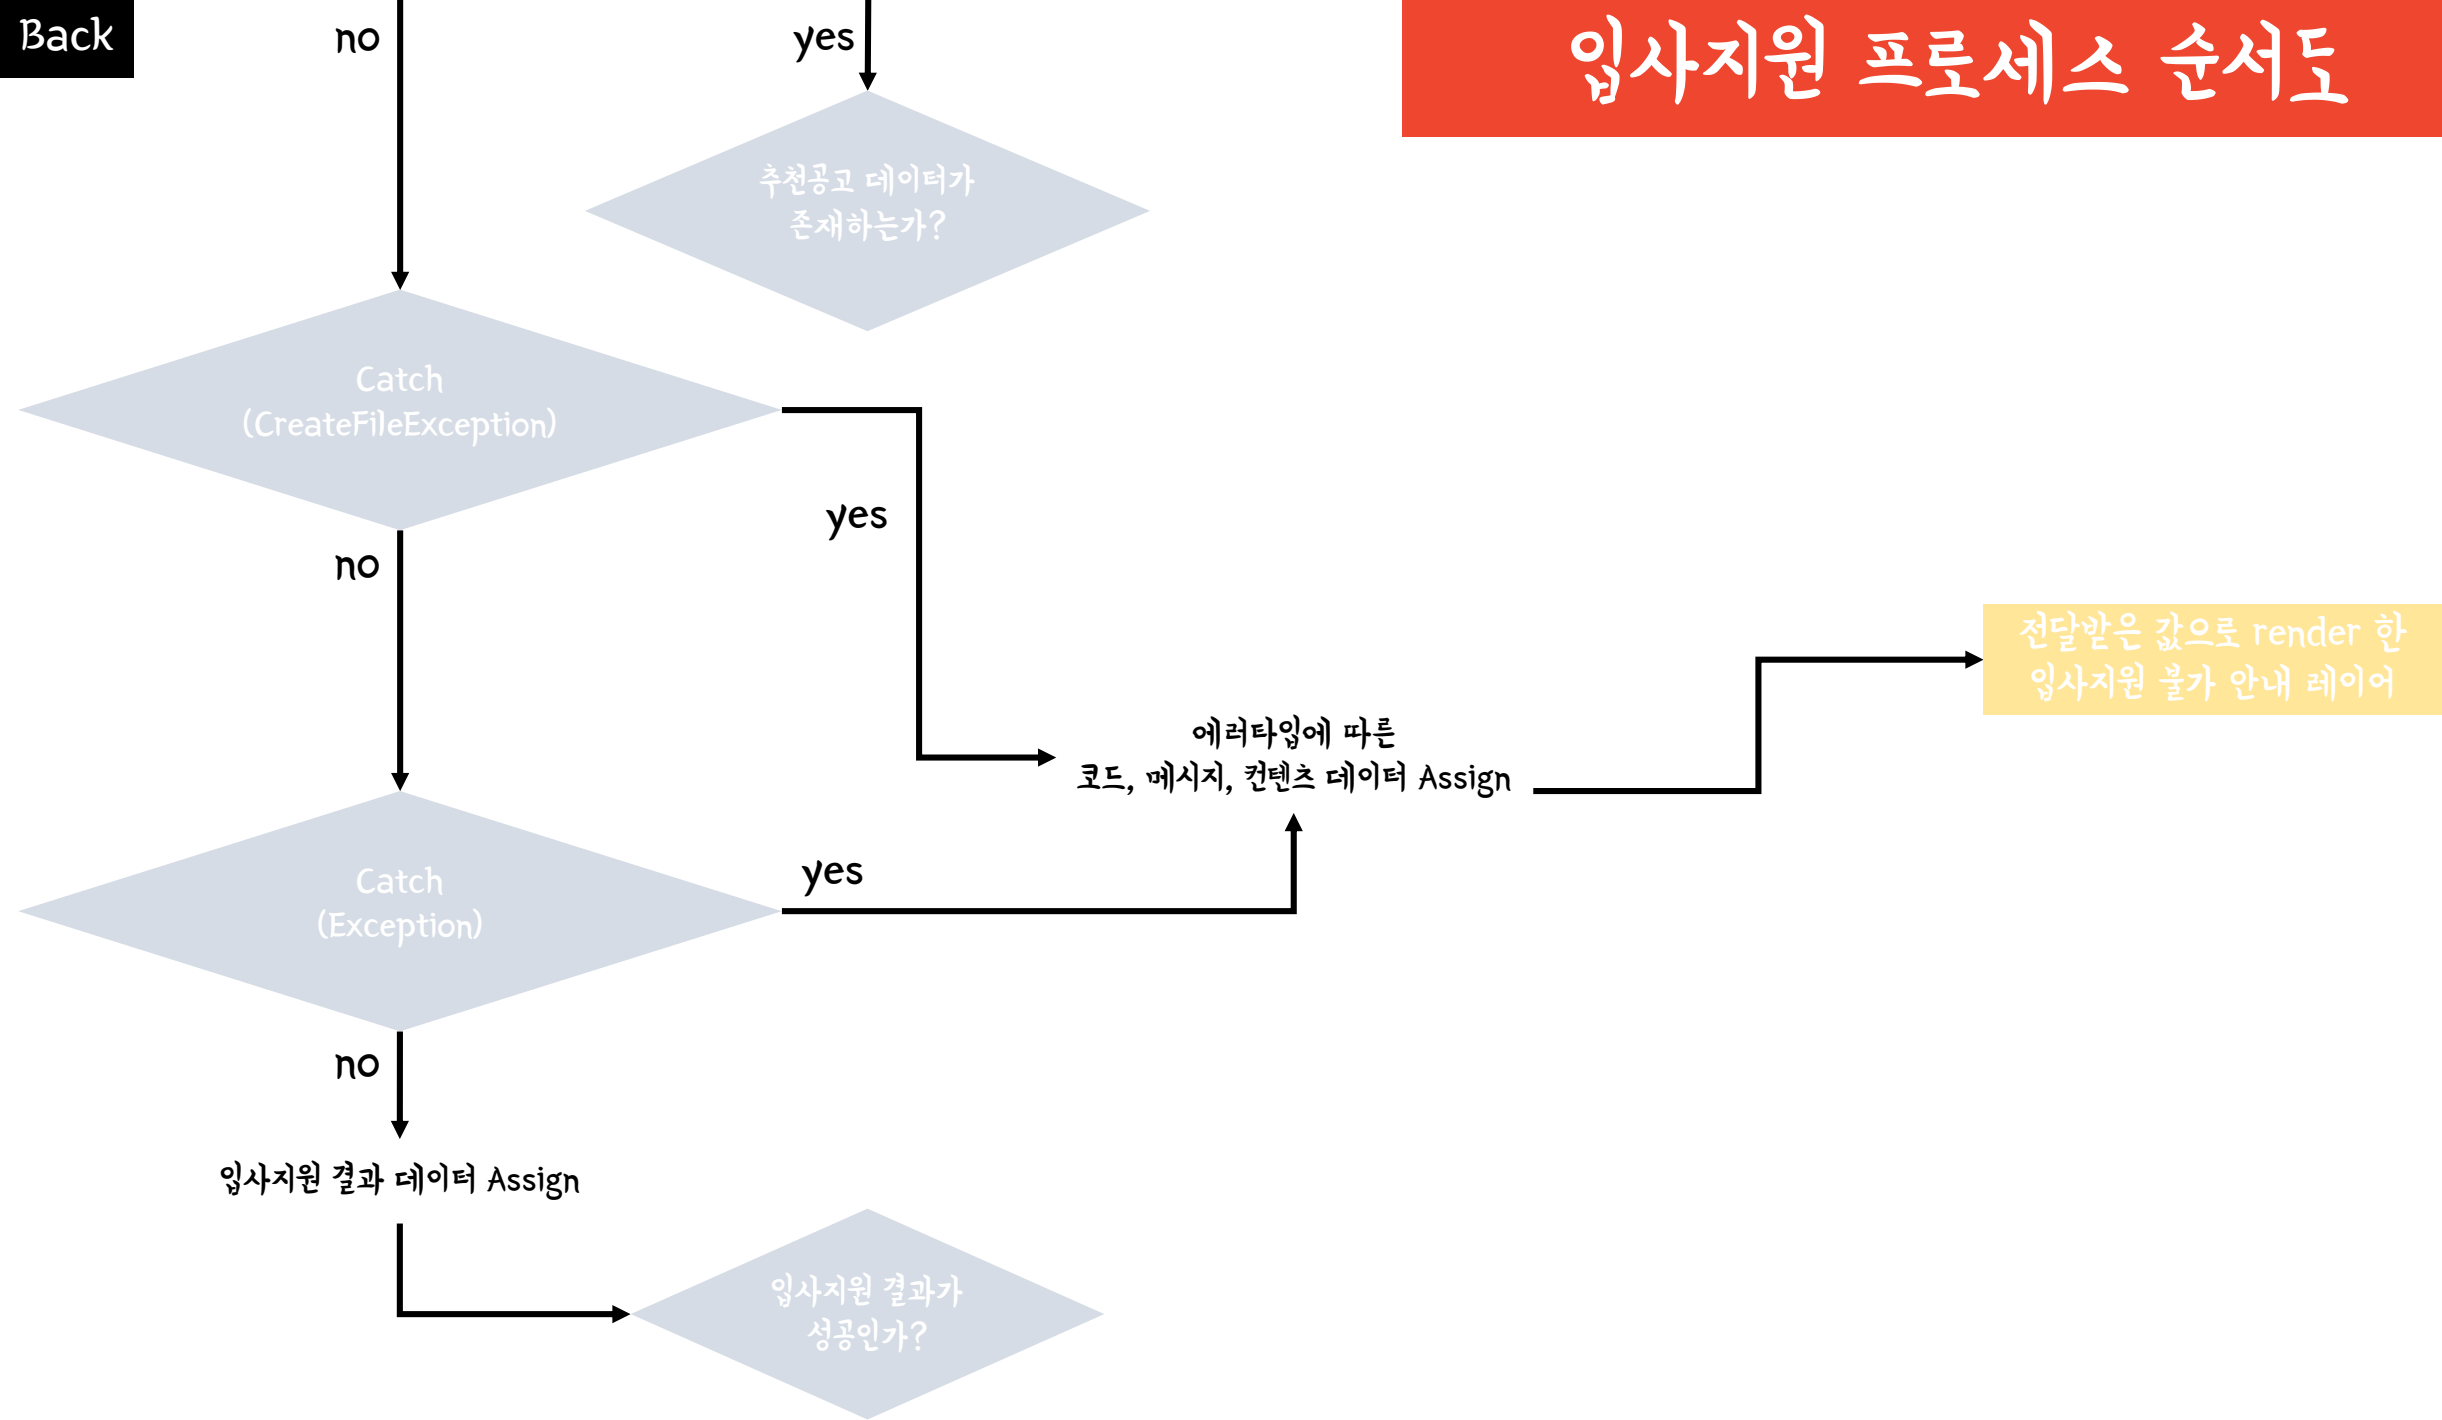 Back
no
yes
입사지원 프로세스 순서도
추천공고 데이터가
존재하는가?
Catch
(CreateFileException)
yes
no
전달받은 값으로 render 한
입사지원 불가 안내 레이어
에러타입에 따른
코드, 메시지, 컨텐츠 데이터 Assign
Catch
(Exception)
yes
no
입사지원 결과 데이터 Assign
입사지원 결과가
성공인가?